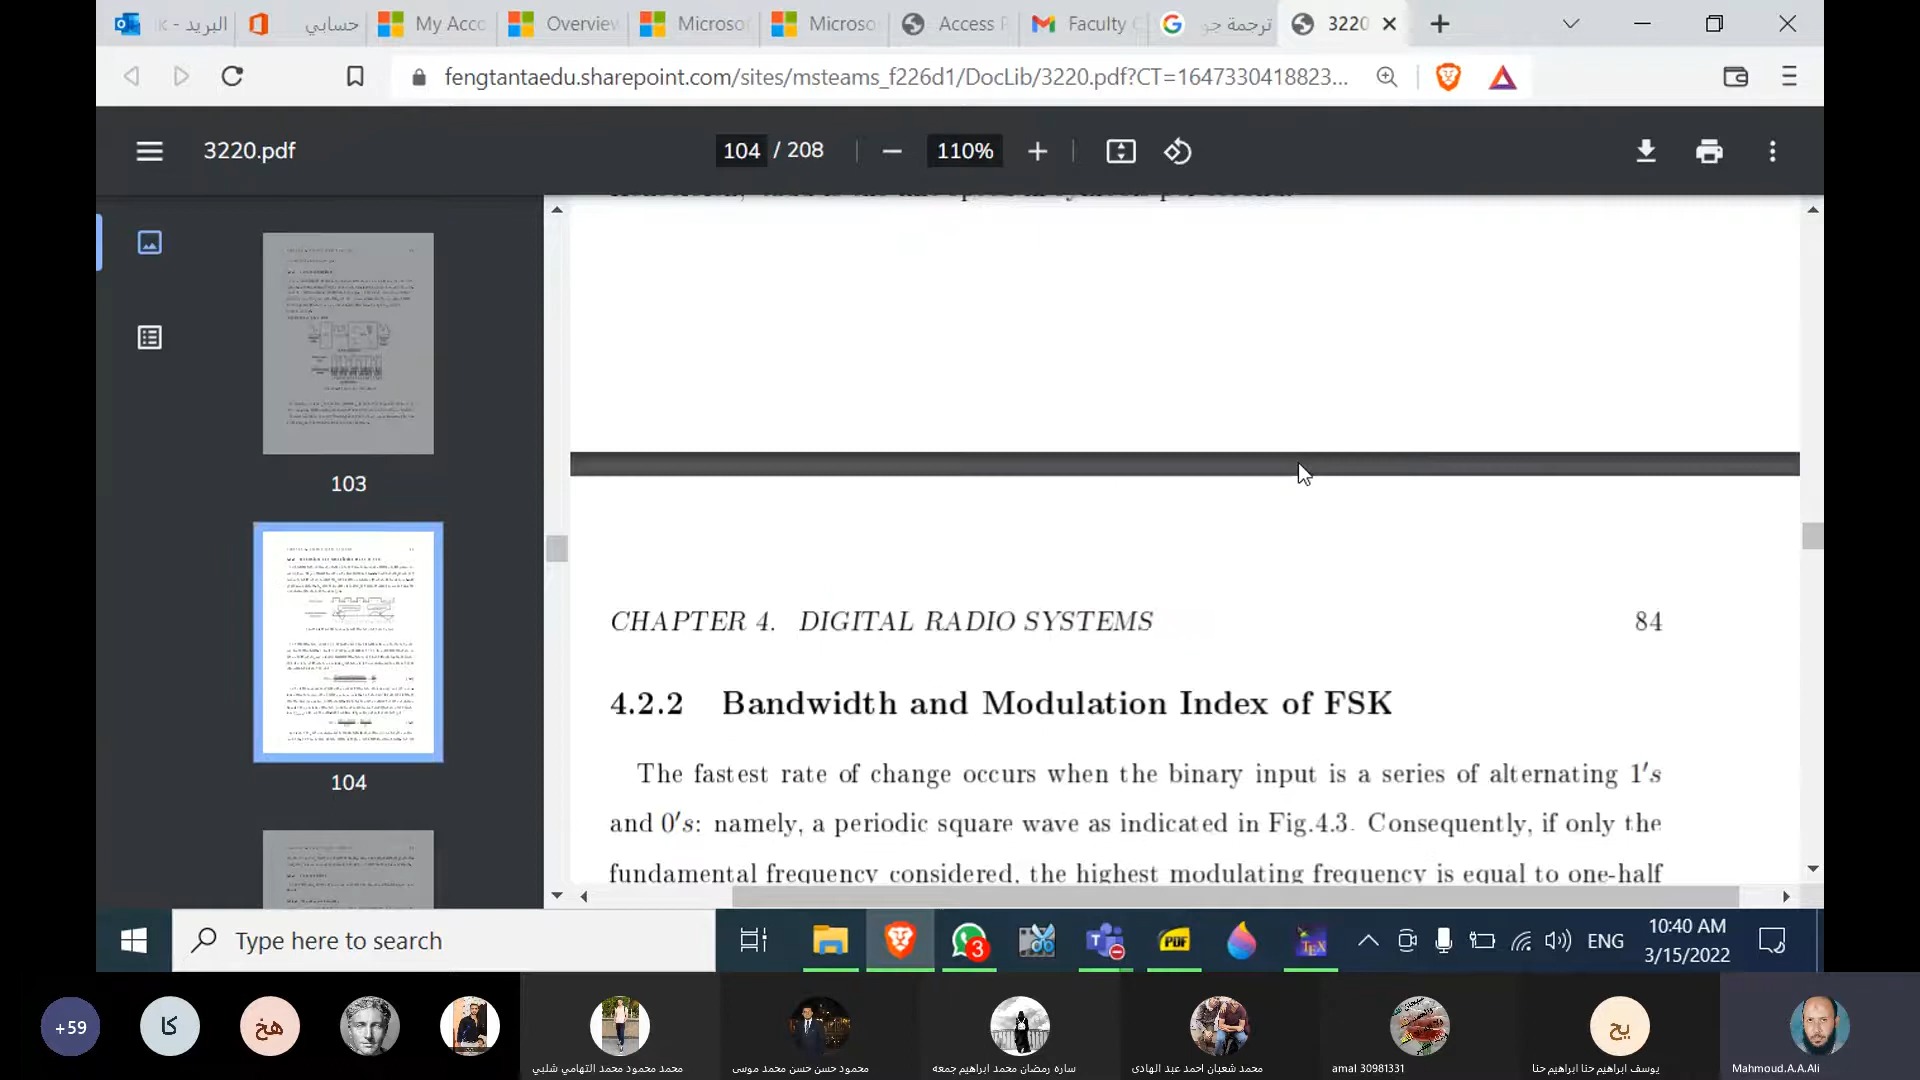 البريد - k
حسابي
My Acc
Overview
Microso
Microso
Access
Faculty
ترجمة جو
3220
fengtantaedu.sharepoint.com/sites/msteams_f226d1/DocLib/3220.pdf?CT=1647330418823...
3220.pdf
104 / 208
110%
103
104
CHAPTER 4. DIGITAL RADIO SYSTEMS 84
4.2.2 Bandwidth and Modulation Index of FSK
The fastest rate of change occurs when the binary input is a series of alternating 1's
and 0's: namely, a periodic square wave as indicated in Fig.4.3. Consequently, if only the
fundamental frequency considered, the highest modulating frequency is equal to one-half
Type here to search
3
PDF
TEX
ENG
10:40 AM
3/15/2022
+59
كا
هخ
يح
محمد محمود محمد التهامي شلبي
محمود حسن حسن محمد موسى
ساره رمضان محمد ابراهيم جمعه
محمد شعبان احمد عبد الهادى
amal 30981331
يوسف ابراهيم حنا ابراهيم حنا
Mahmoud.A.A.Ali